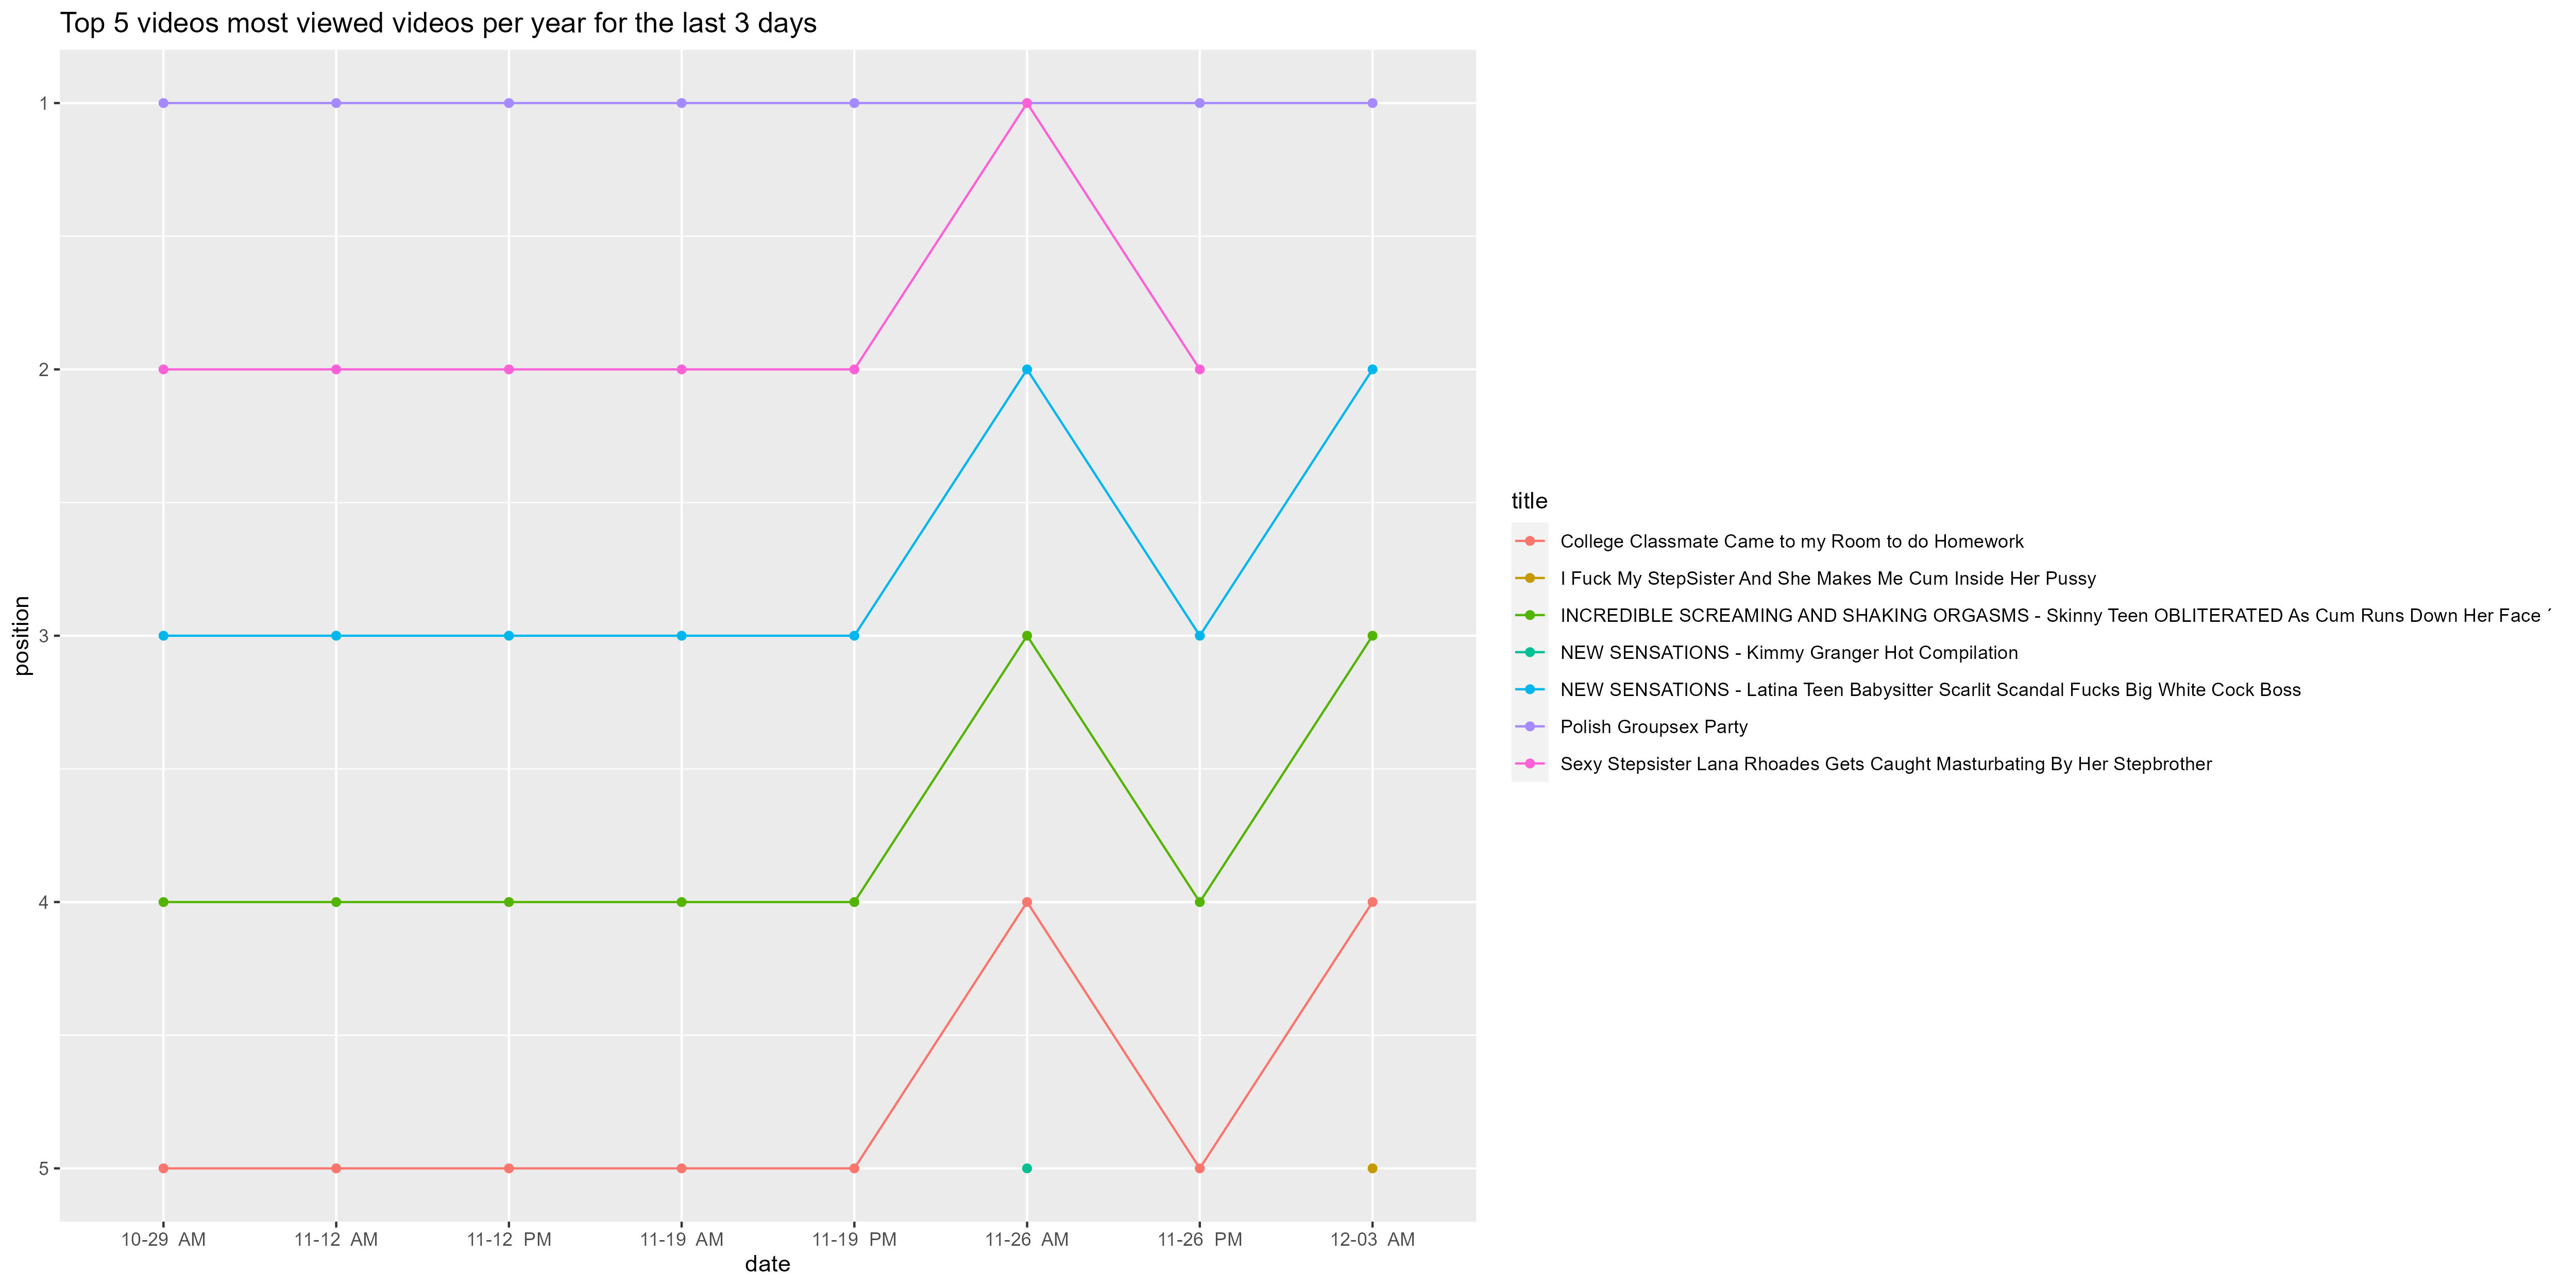 Top 5 videos most viewed videos per year for the last 3 days
position
1
2
3
4
5
10-29 AM
11-12 AM
11-12 PM
11-19 AM
11-19 PM
11-26 AM
11-26 PM
12-03 AM
date
title
College Classmate Came to my Room to do Homework
I Fuck My StepSister And She Makes Me Cum Inside Her Pussy
INCREDIBLE SCREAMING AND SHAKING ORGASMS - Skinny Teen OBLITERATED As Cum Runs Down Her Face ´
NEW SENSATIONS - Kimmy Granger Hot Compilation
NEW SENSATIONS - Latina Teen Babysitter Scarlit Scandal Fucks Big White Cock Boss
Polish Groupsex Party
Sexy Stepsister Lana Rhoades Gets Caught Masturbating By Her Stepbrother